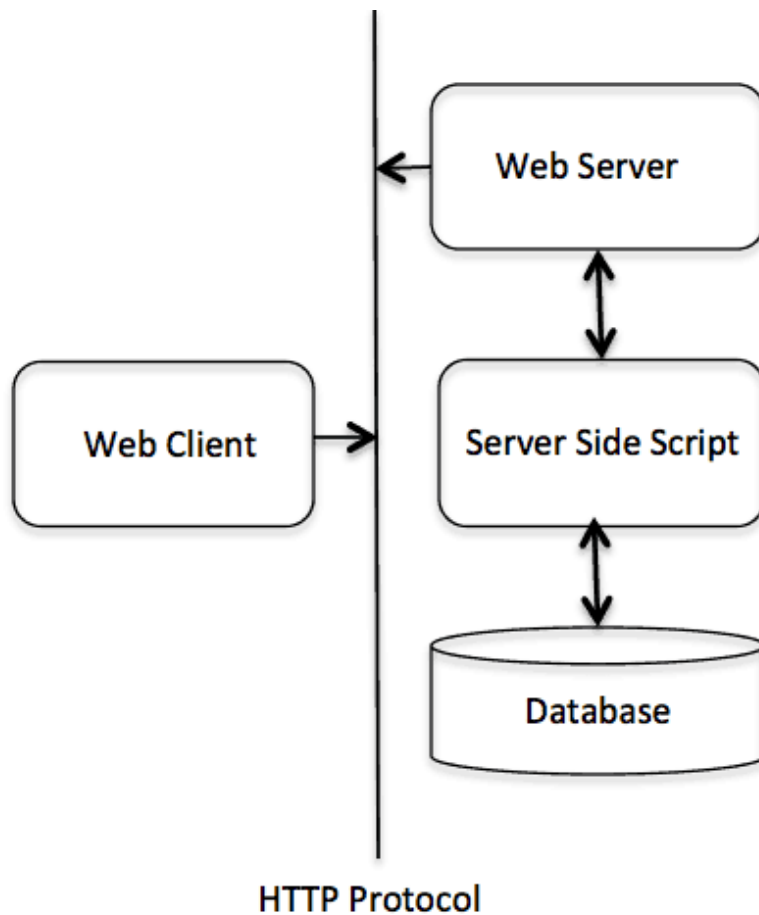 Web Server
Web Client
Server Side Script
Database
HTTP Protocol